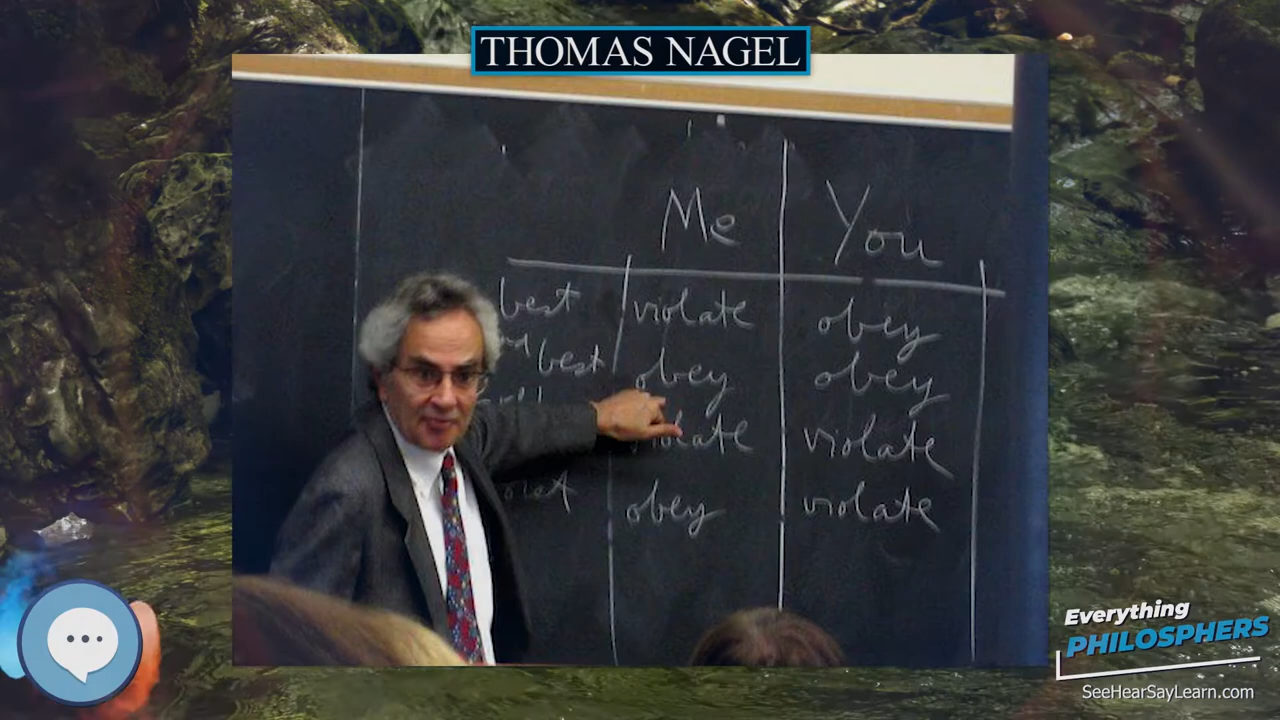 THOMAS NAGEL
Me You
best violate obey
best obey obey
violate violate
obey violate
Everything
PHILOSPHERS
SeeHearSayLearn.com